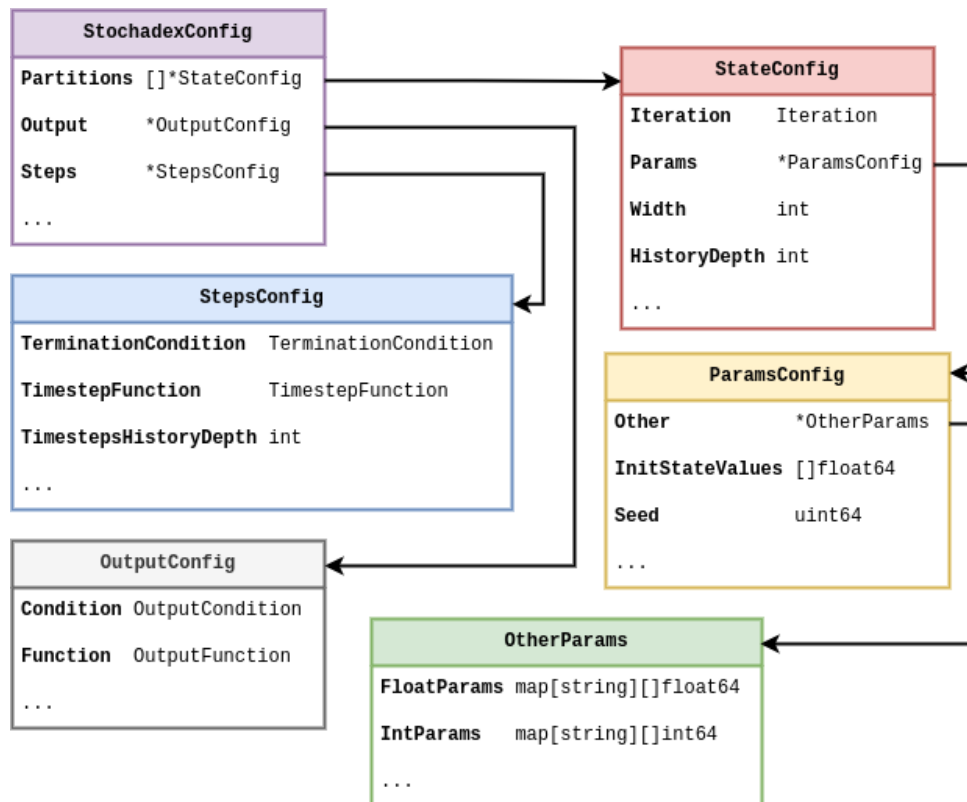 StochadexConfig
Partitions []*StateConfig
Output *OutputConfig
Steps *StepsConfig
...
StateConfig
Iteration Iteration
Params *ParamsConfig
Width int
HistoryDepth int
...
StepsConfig
TerminationCondition TerminationCondition
TimestepFunction TimestepFunction
TimestepsHistoryDepth int
...
ParamsConfig
Other *OtherParams
InitStateValues []float64
Seed uint64
...
OutputConfig
Condition OutputCondition
Function OutputFunction
...
OtherParams
FloatParams map[string][]float64
IntParams map[string][]int64
...